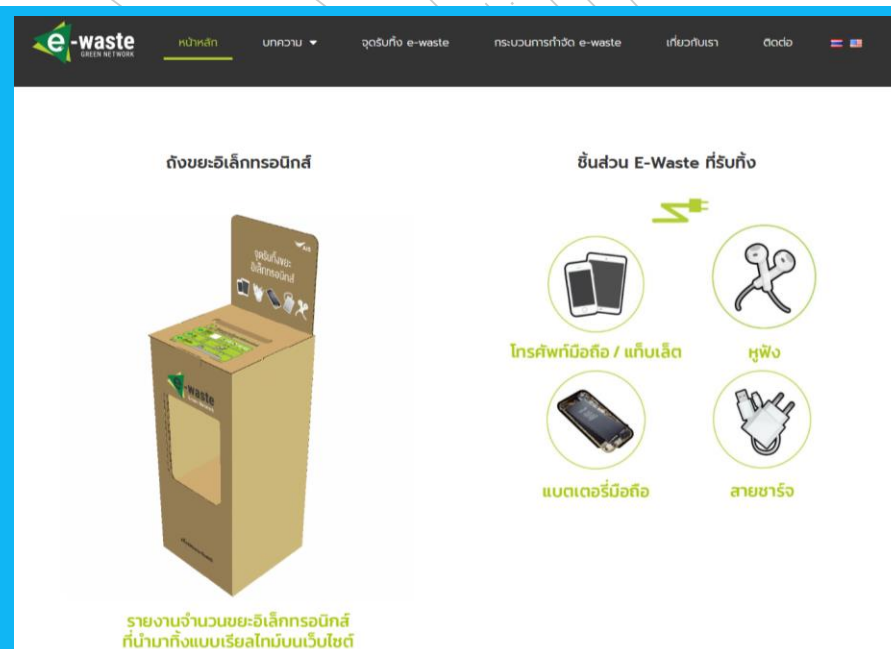 e-waste
GREEN NETWORK
หน้าหลัก
บทความ
จุดรับทิ้ง e-waste
กระบวนการกำจัด e-waste
เกี่ยวกับเรา
ติดต่อ
ถังขยะอิเล็กทรอนิกส์
AIS
จุดรับทิ้งขยะ
อิเล็กทรอนิกส์
e-waste
รายงานจำนวนขยะอิเล็กทรอนิกส์
ที่นำมาทิ้งแบบเรียลไทม์บนเว็บไซต์
ชิ้นส่วน E-Waste ที่รับทิ้ง
โทรศัพท์มือถือ / แท็บเล็ต
หูฟัง
แบตเตอรี่มือถือ
สายชาร์จ